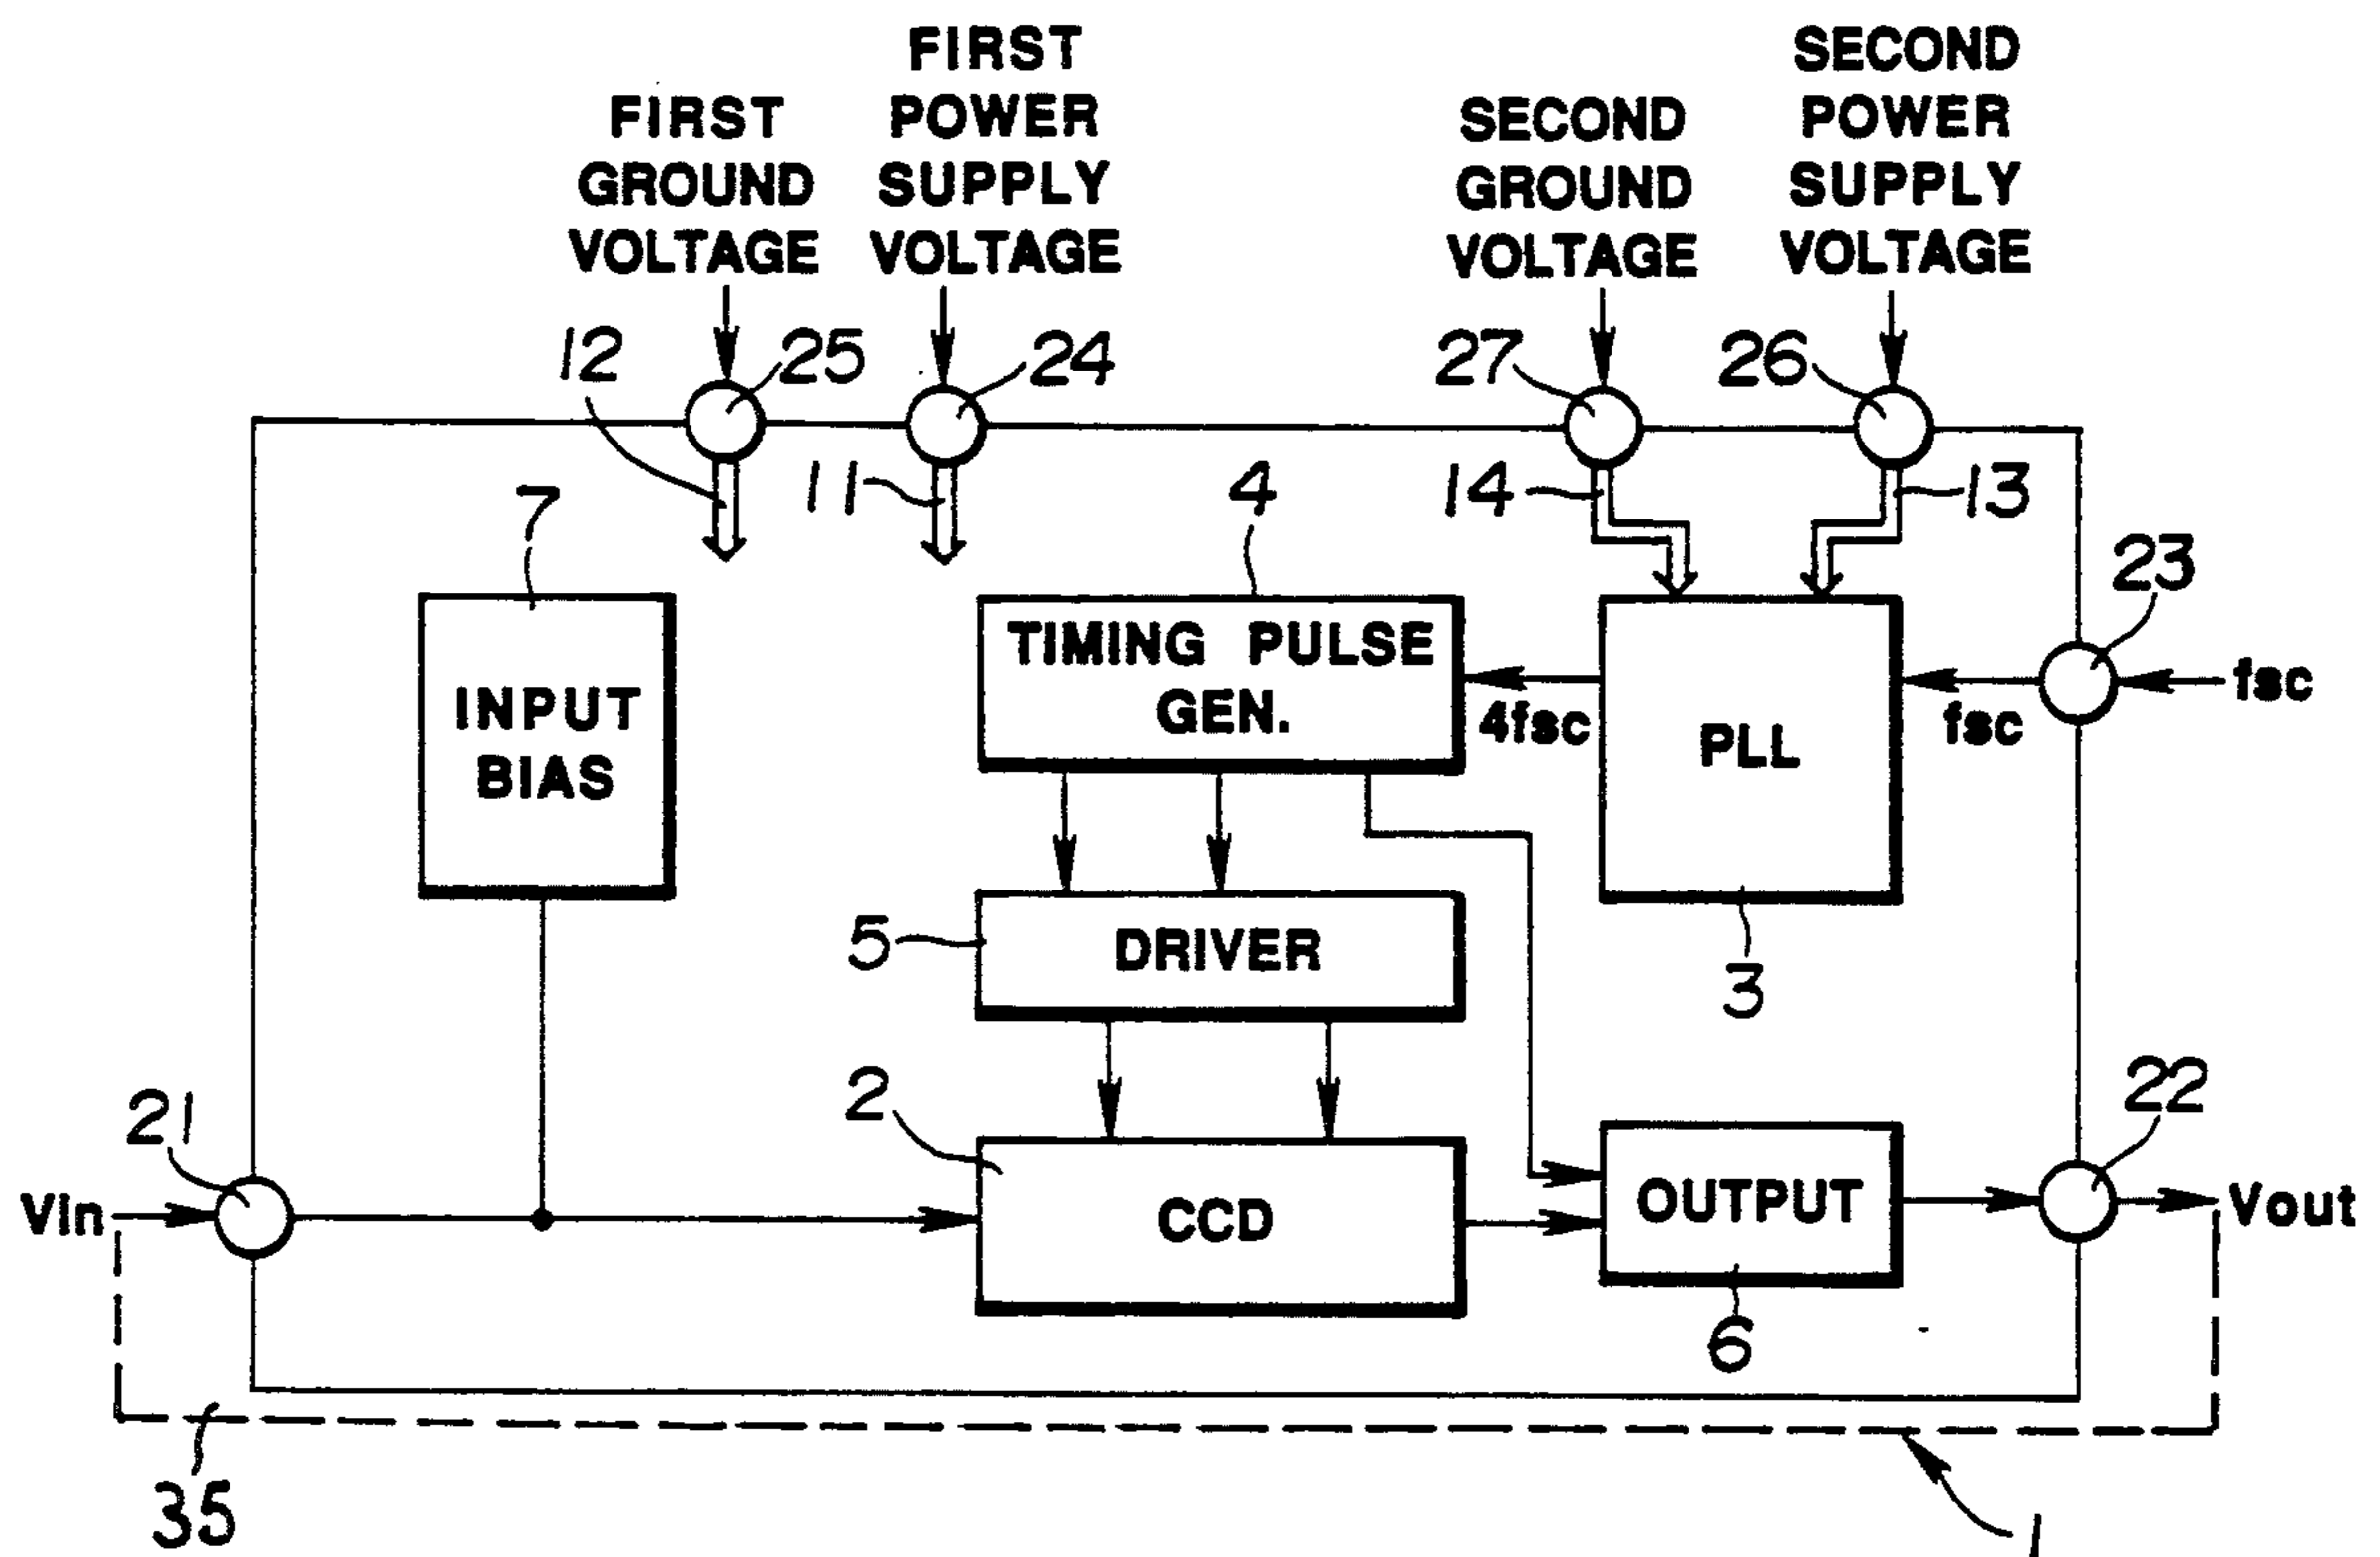 FIRST
GROUND
VOLTAGE
FIRST
POWER
SUPPLY
VOLTAGE
SECOND
GROUND
VOLTAGE
SECOND
POWER
SUPPLY
VOLTAGE
12
25
24
27
26
11
14
13
7
4
23
INPUT
BIAS
TIMING PULSE
GEN.
4fsc
PLL
fsc
fsc
5
DRIVER
3
21
2
22
Vin
CCD
OUTPUT
Vout
6
35
1